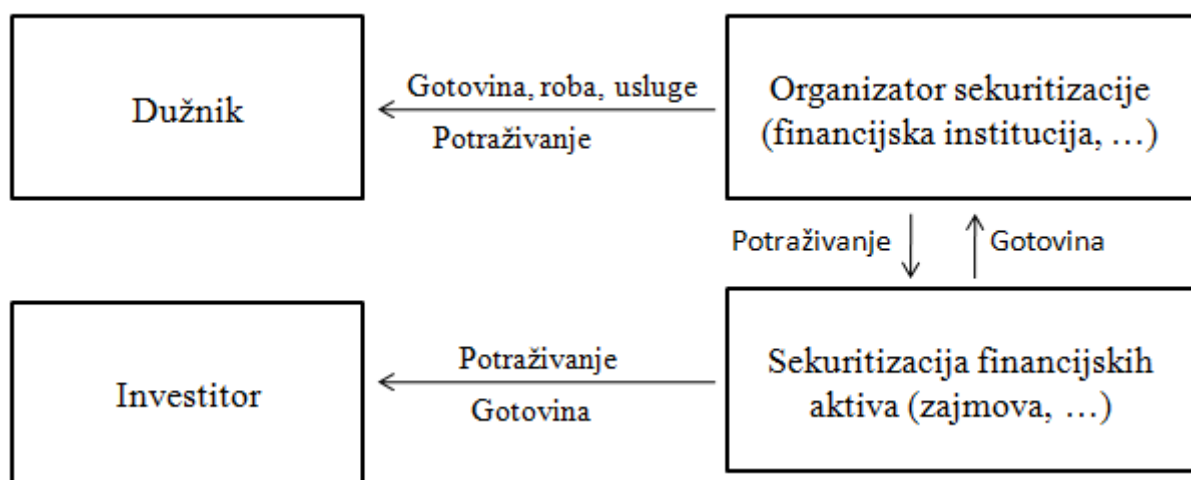 Dužnik
Gotovina, roba, usluge
Potraživanje
Organizator sekuritizacije
(financijska institucija, …)
Potraživanje
Gotovina
Investitor
Potraživanje
Gotovina
Sekuritizacija financijskih
aktiva (zajmova, …)